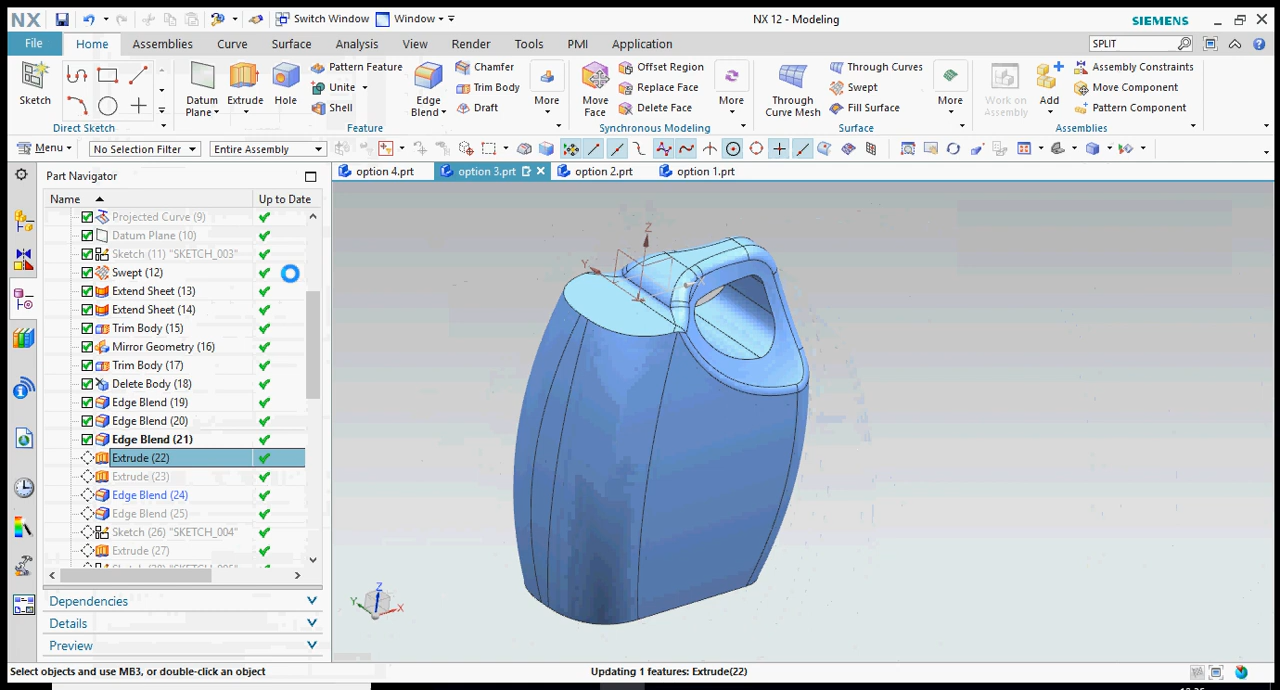 NX Switch Window Window NX 12 - Modeling SIEMENS
File Home Assemblies Curve Surface Analysis View Render Tools PMI Application SPLIT
Pattern Feature Chamfer Offset Region Through Curves Assembly Constraints
Unite Trim Body Replace Face Swept Move Component
Sketch Datum Plane Extrude Hole Shell Edge Blend Draft More Move Face Delete Face More Through Curve Mesh Fill Surface More Work on Assembly Add Pattern Component
Direct Sketch Feature Synchronous Modeling Surface Assemblies
Menu No Selection Filter Entire Assembly
Part Navigator option 4.prt option 3.prt option 2.prt option 1.prt
Name Up to Date
Projected Curve (9)
Datum Plane (10)
Sketch (11) "SKETCH_003"
Swept (12)
Extend Sheet (13)
Extend Sheet (14)
Trim Body (15)
Mirror Geometry (16)
Trim Body (17)
Delete Body (18)
Edge Blend (19)
Edge Blend (20)
Edge Blend (21)
Extrude (22)
Extrude (23)
Edge Blend (24)
Edge Blend (25)
Sketch (26) "SKETCH_004"
Extrude (27)
Z
Y
Z
Y X
Dependencies
Details
Preview
Select objects and use MB3, or double-click an object Updating 1 features: Extrude(22)